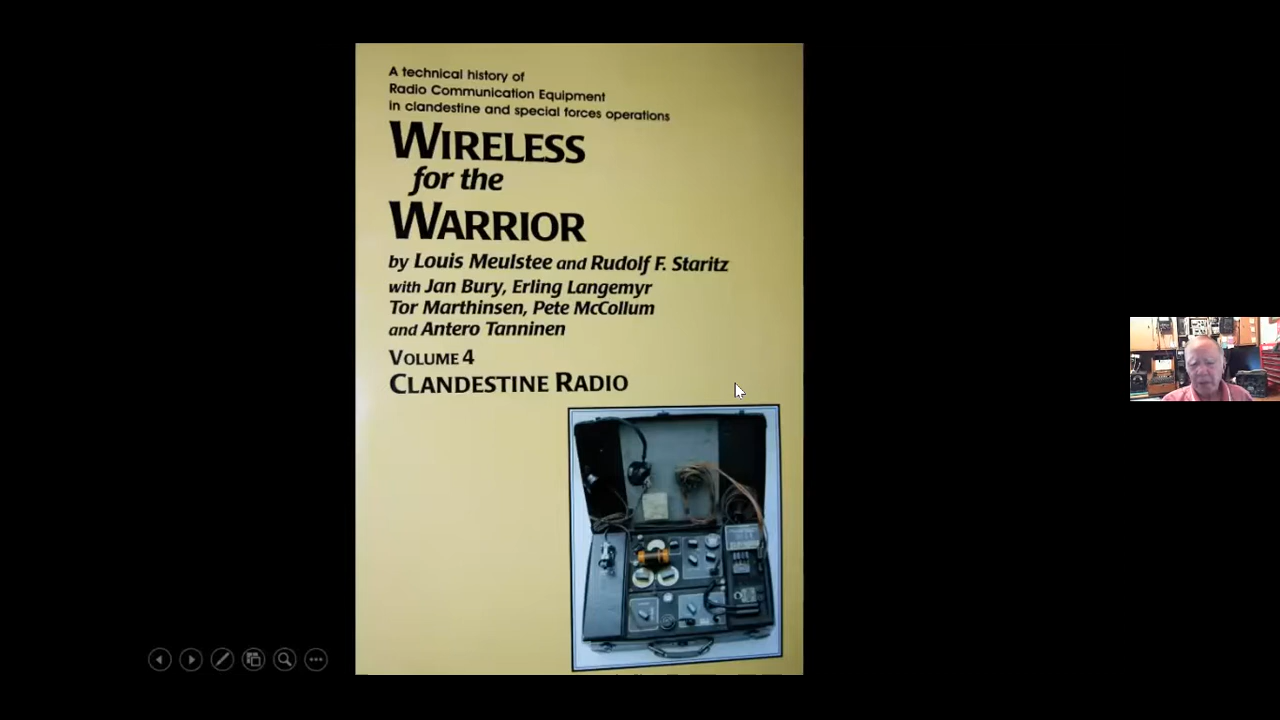 A technical history of
Radio Communication Equipment
in clandestine and special forces operations
WIRELESS
for the
WARRIOR
by Louis Meulstee and Rudolf F. Staritz
with Jan Bury, Erling Langemyr
Tor Marthinsen, Pete McCollum
and Antero Tanninen
VOLUME 4
CLANDESTINE RADIO